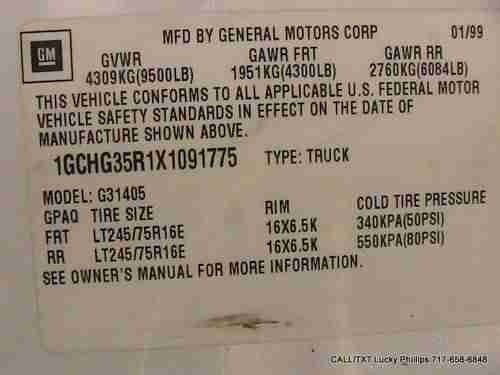 GM
MFD BY GENERAL MOTORS CORP 01/99
GVWR GAWR FRT GAWR RR
4309KG(9500LB) 1951KG(4300LB) 2760KG(6084LB)
THIS VEHICLE CONFORMS TO ALL APPLICABLE U.S. FEDERAL MOTOR
VEHICLE SAFETY STANDARDS IN EFFECT ON THE DATE OF
MANUFACTURE SHOWN ABOVE.
1GCHG35R1X1091775 TYPE: TRUCK
MODEL: G31405
GPAQ TIRE SIZE RIM COLD TIRE PRESSURE
FRT LT245/75R16E 16X6.5K 340KPA(50PSI)
RR LT245/75R16E 16X6.5K 550KPA(80PSI)
SEE OWNER'S MANUAL FOR MORE INFORMATION.
CALL/TXT Lucky Phillips 717-658-6848